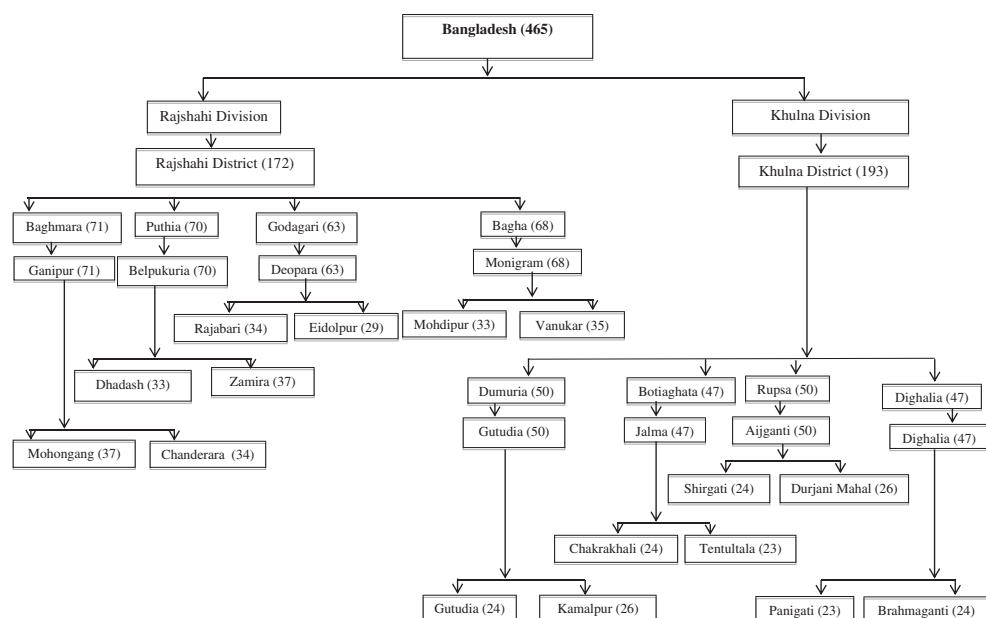 Bangladesh (465)
Rajshahi Division
Khulna Division
Rajshahi District (172)
Khulna District (193)
Baghmara (71)
Puthia (70)
Godagari (63)
Bagha (68)
Ganipur (71)
Belpukuria (70)
Deopara (63)
Monigram (68)
Rajabari (34)
Eidolpur (29)
Mohdipur (33)
Vanukar (35)
Dhadash (33)
Zamira (37)
Dumuria (50)
Botiaghata (47)
Rupsa (50)
Dighalia (47)
Gutudia (50)
Jalma (47)
Aijganti (50)
Dighalia (47)
Mohongang (37)
Chanderara (34)
Shirgati (24)
Durjani Mahal (26)
Chakrakhali (24)
Tentultala (23)
Gutudia (24)
Kamalpur (26)
Panigati (23)
Brahmaganti (24)